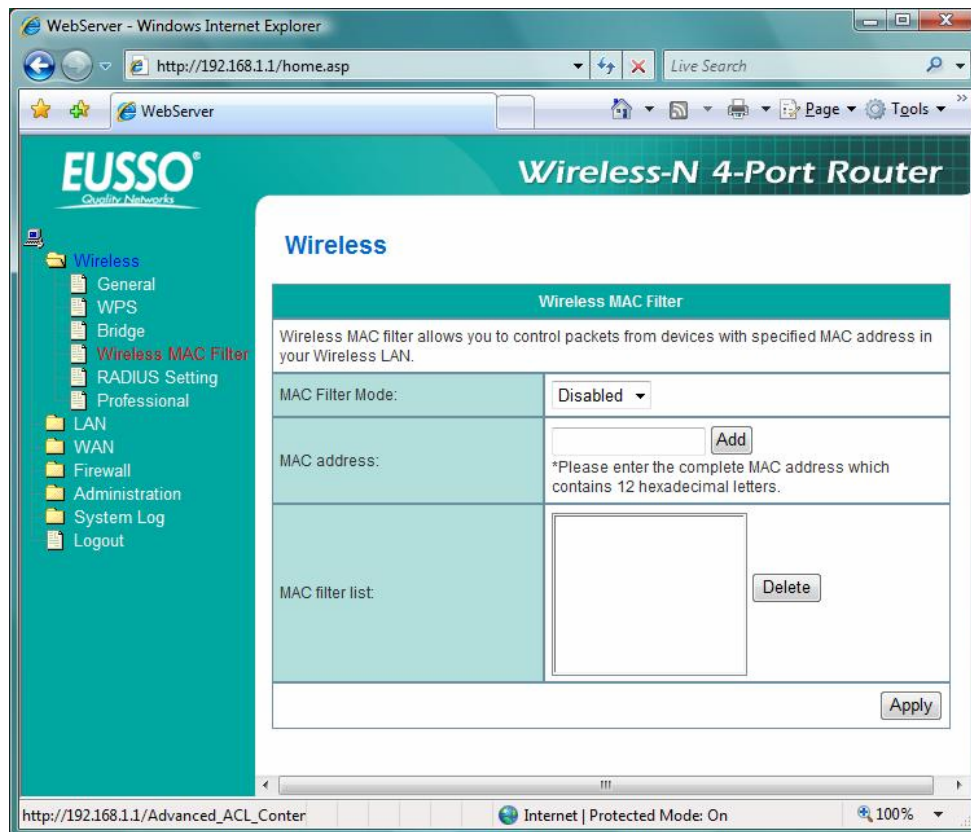 WebServer - Windows Internet Explorer
http://192.168.1.1/home.asp
Live Search
WebServer
Page
Tools
EUSSO®
Quality Networks
Wireless-N 4-Port Router
Wireless
General
WPS
Bridge
Wireless MAC Filter
RADIUS Setting
Professional
LAN
WAN
Firewall
Administration
System Log
Logout
Wireless
Wireless MAC Filter
Wireless MAC filter allows you to control packets from devices with specified MAC address in
your Wireless LAN.
MAC Filter Mode:
Disabled
MAC address:
Add
*Please enter the complete MAC address which
contains 12 hexadecimal letters.
MAC filter list:
Delete
Apply
http://192.168.1.1/Advanced_ACL_Conter
Internet | Protected Mode: On
100%